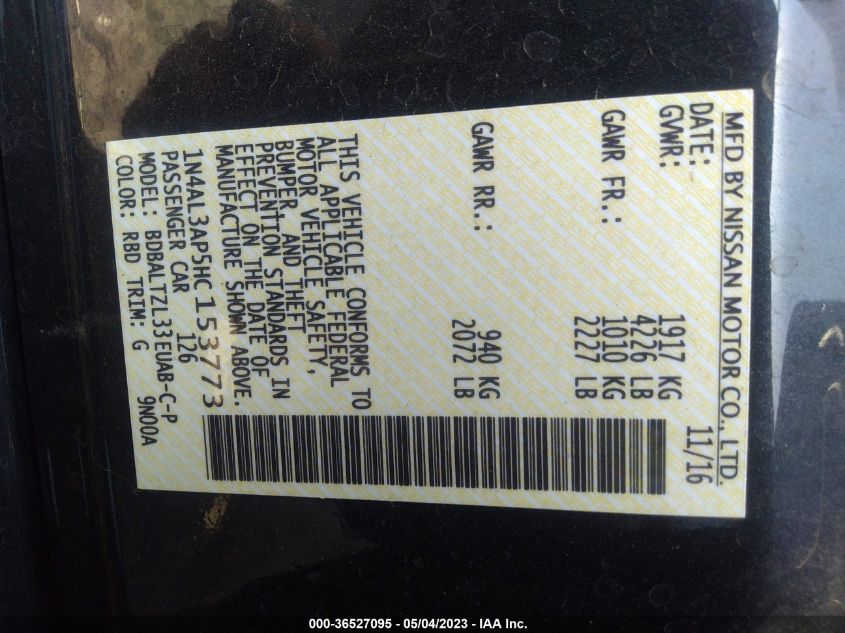 MFD BY NISSAN MOTOR CO., LTD.
DATE: 11/16
GVWR: 1917 KG
4226 LB
GAWR FR.: 1010 KG
2227 LB
GAWR RR.: 940 KG
2072 LB
THIS VEHICLE CONFORMS TO
ALL APPLICABLE FEDERAL
MOTOR VEHICLE SAFETY,
BUMPER, AND THEFT
PREVENTION STANDARDS IN
EFFECT ON THE DATE OF
MANUFACTURE SHOWN ABOVE.
1N4AL3AP5HC153773
PASSENGER CAR 126
MODEL: BDBALTZL33EUAB-C-P
COLOR: RBD TRIM: G 9N00A
000-36527095 - 05/04/2023 - IAA Inc.